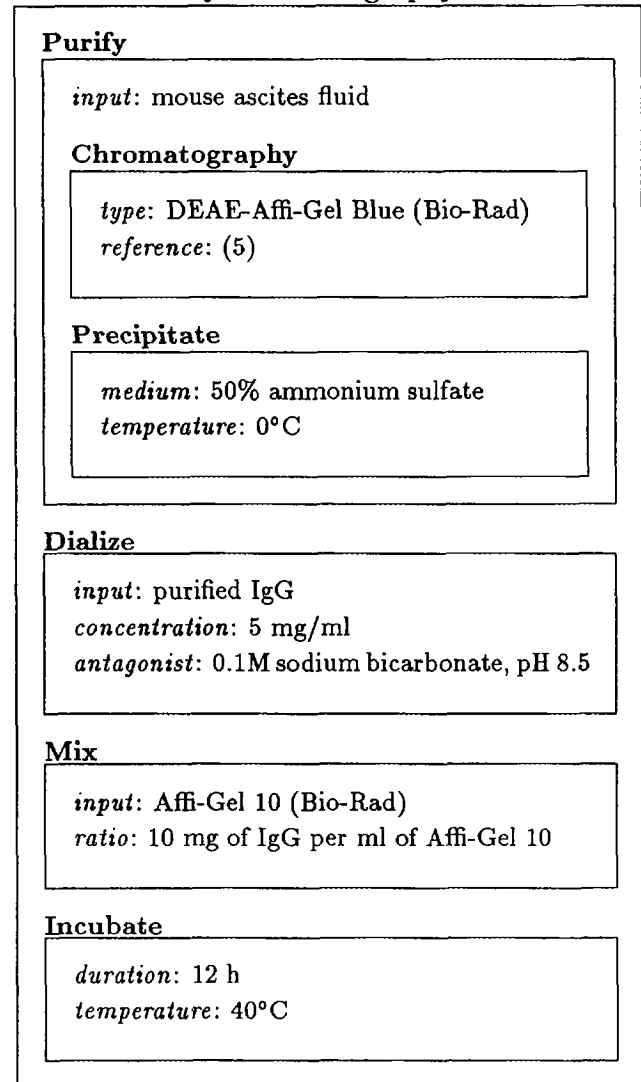 Purify
input: mouse ascites fluid
Chromatography
type: DEAE-Affi-Gel Blue (Bio-Rad)
reference: (5)
Precipitate
medium: 50% ammonium sulfate
temperature: 0°C
Dialize
input: purified IgG
concentration: 5 mg/ml
antagonist: 0.1M sodium bicarbonate, pH 8.5
Mix
input: Affi-Gel 10 (Bio-Rad)
ratio: 10 mg of IgG per ml of Affi-Gel 10
Incubate
duration: 12 h
temperature: 40°C